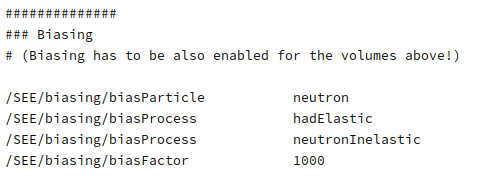 ##############
### Biasing
# (Biasing has to be also enabled for the volumes above!)
/SEE/biasing/biasParticle neutron
/SEE/biasing/biasProcess hadElastic
/SEE/biasing/biasProcess neutronInelastic
/SEE/biasing/biasFactor 1000